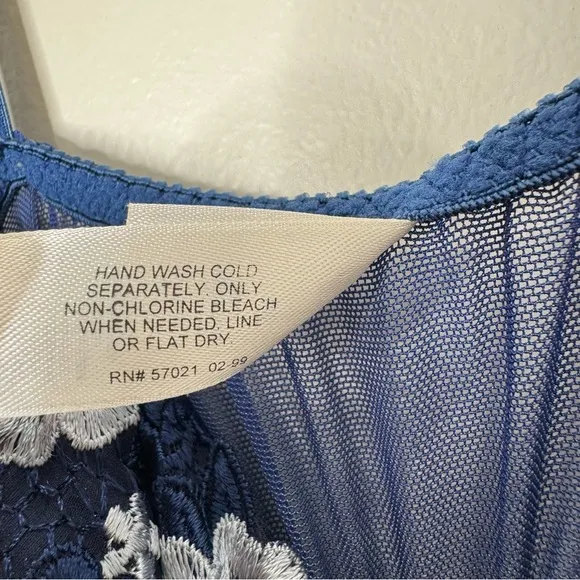 HAND WASH COLD
SEPARATELY, ONLY
NON-CHLORINE BLEACH
WHEN NEEDED, LINE
OR FLAT DRY
RN# 57021 02-99